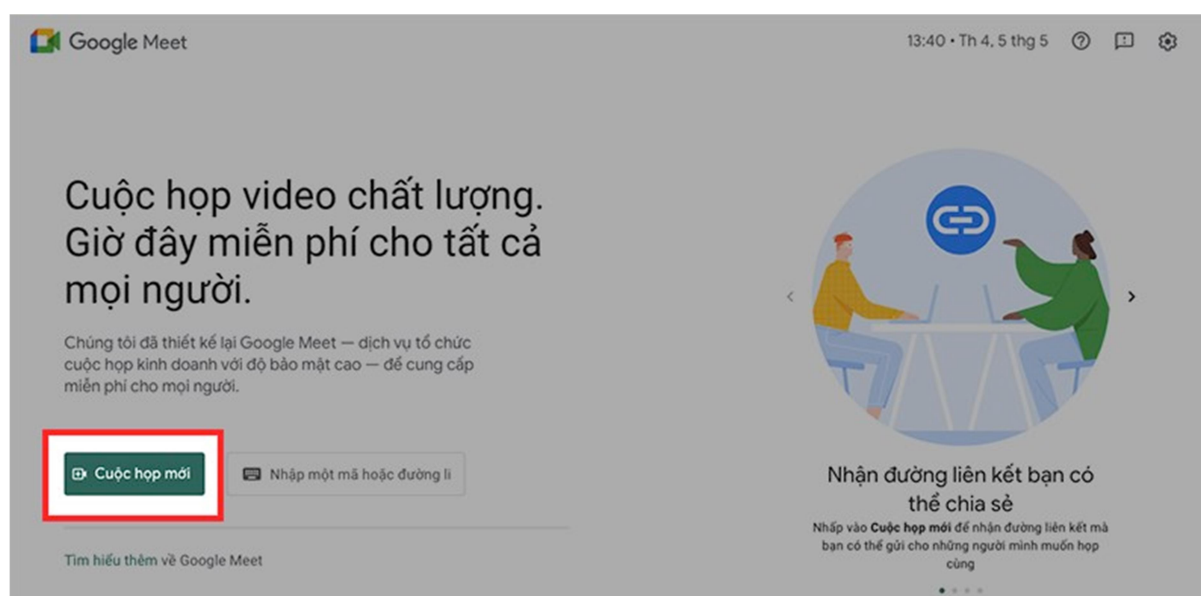 Google Meet
13:40 • Th 4, 5 thg 5
Cuộc họp video chất lượng.
Giờ đây miễn phí cho tất cả
mọi người.
Chúng tôi đã thiết kế lại Google Meet — dịch vụ tổ chức
cuộc họp kinh doanh với độ bảo mật cao — để cung cấp
miễn phí cho mọi người.
Cuộc họp mới
Nhập một mã hoặc đường li
Tìm hiểu thêm về Google Meet
Nhận đường liên kết bạn có
thể chia sẻ
Nhấp vào Cuộc họp mới để nhận đường liên kết mà
bạn có thể gửi cho những người mình muốn họp
cùng